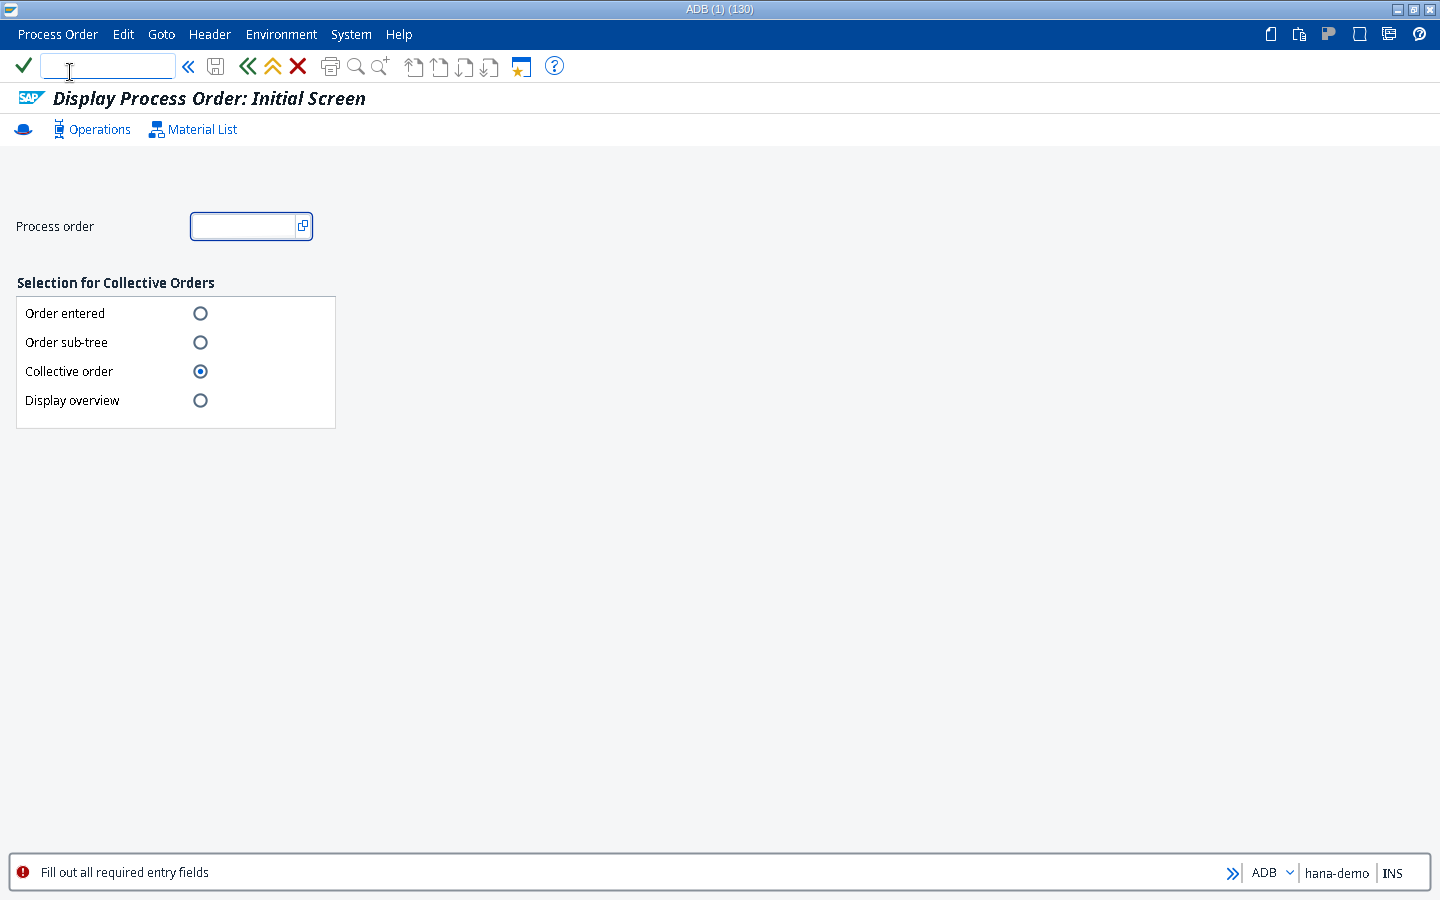 ADB (1) (130)
Process Order Edit Goto Header Environment System Help
SAP Display Process Order: Initial Screen
Operations Material List
Process order
Selection for Collective Orders
Order entered
Order sub-tree
Collective order
Display overview
Fill out all required entry fields ADB hana-demo INS